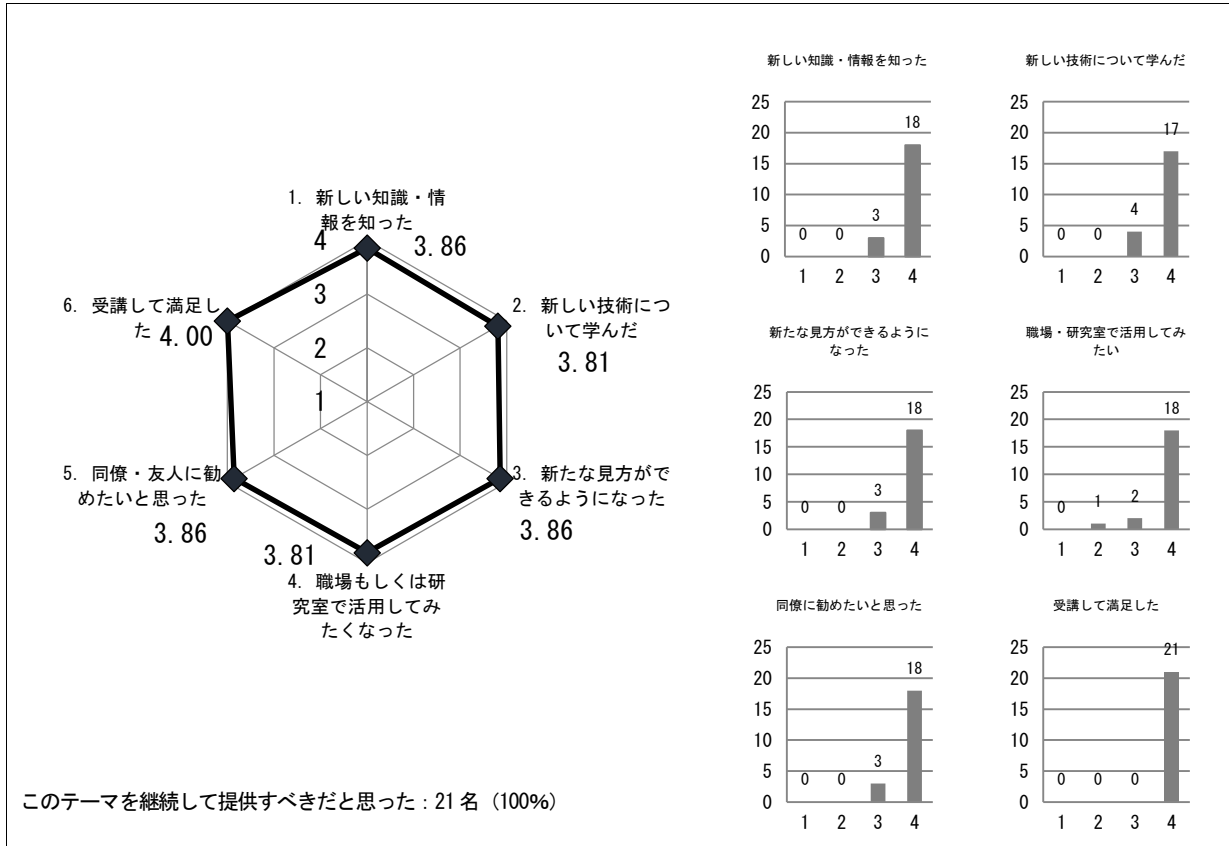 1. 新しい知識・情
報を知った
4
3.86
3
2
1
2. 新しい技術につ
いて学んだ
3.81
3. 新たな見方がで
きるようになった
3.86
3.81
4. 職場もしくは研
究室で活用してみ
たくなった
5. 同僚・友人に勧
めたいと思った
3.86
6. 受講して満足し
た 4.00
このテーマを継続して提供すべきだと思った：21 名（100%）
新しい知識・情報を知った
25
20
15
10
5
0
0 0 3 18
1 2 3 4
新しい技術について学んだ
25
20
15
10
5
0
0 0 4 17
1 2 3 4
新たな見方ができるように
なった
25
20
15
10
5
0
0 0 3 18
1 2 3 4
職場・研究室で活用してみ
たい
25
20
15
10
5
0
0 1 2 18
1 2 3 4
同僚に勧めたいと思った
25
20
15
10
5
0
0 0 3 18
1 2 3 4
受講して満足した
25
20
15
10
5
0
0 0 0 21
1 2 3 4